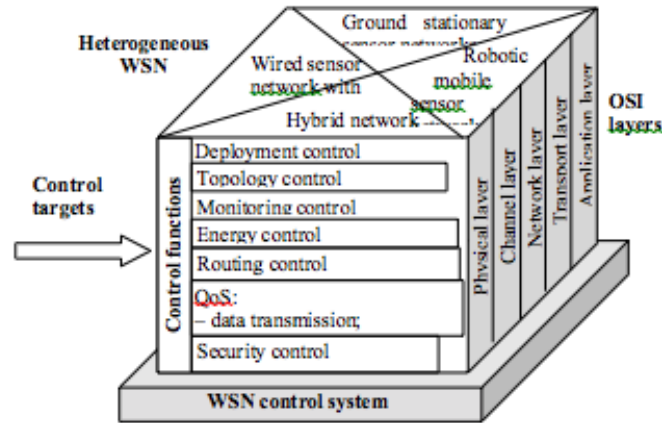 Heterogeneous
WSN
Ground stationary
sensor networks
Wired sensor
network with
Robotic
mobile
sensor
Hybrid network
OSI
layers
Control
targets
Control functions
Deployment control
Topology control
Monitoring control
Energy control
Routing control
QoS:
– data transmission;
Security control
Physical layer
Channel layer
Network layer
Transport layer
Application layer
WSN control system